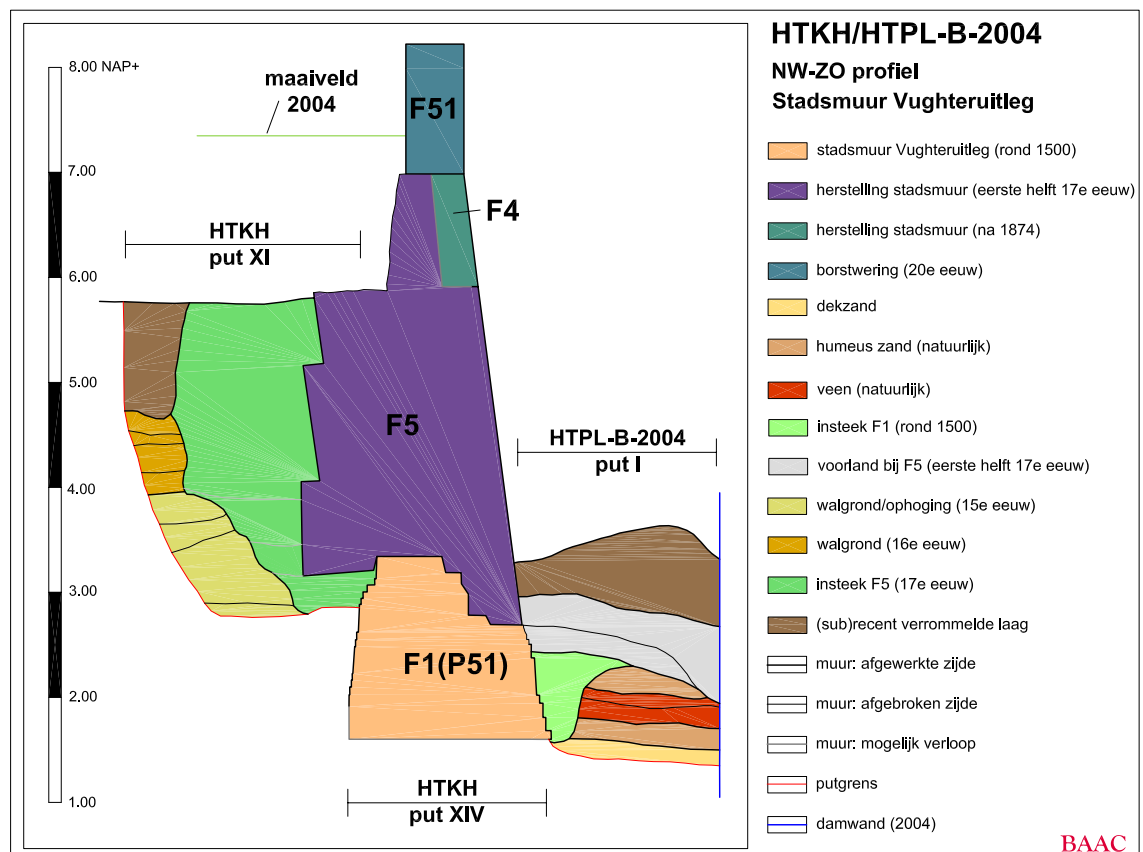 HTKH/HTPL-B-2004
NW-ZO profiel
Stadsmuur Vughteruitleg
8.00 NAP+
7.00
6.00
5.00
4.00
3.00
2.00
1.00
maaiveld
2004
F51
F4
HTKH
put XI
F5
HTPL-B-2004
put I
F1(P51)
HTKH
put XIV
stadsmuur Vughteruitleg (rond 1500)
herstelling stadsmuur (eerste helft 17e eeuw)
herstelling stadsmuur (na 1874)
borstwering (20e eeuw)
dekzand
humeus zand (natuurlijk)
veen (natuurlijk)
insteek F1 (rond 1500)
voorland bij F5 (eerste helft 17e eeuw)
walgrond/ophoging (15e eeuw)
walgrond (16e eeuw)
insteek F5 (17e eeuw)
(sub)recent verrommelde laag
muur: afgewerkte zijde
muur: afgebroken zijde
muur: mogelijk verloop
putgrens
damwand (2004)
BAAC